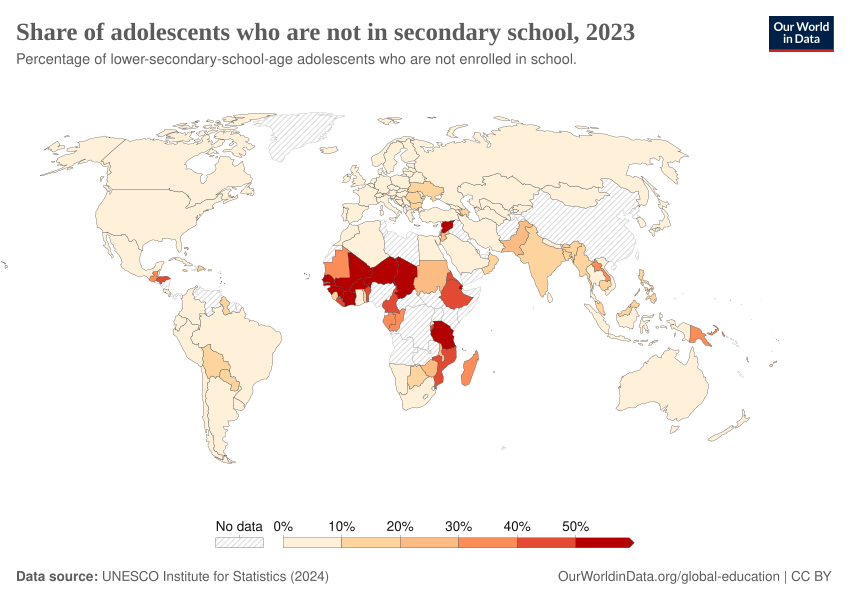 Share of adolescents who are not in secondary school, 2023
Our World
in Data
Percentage of lower-secondary-school-age adolescents who are not enrolled in school.
No data 0% 10% 20% 30% 40% 50%
Data source: UNESCO Institute for Statistics (2024)
OurWorldinData.org/global-education | CC BY